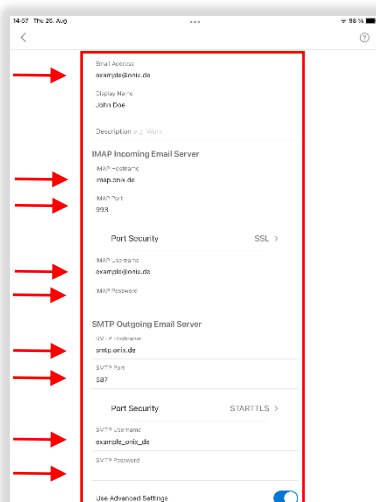 14:07 Thu 26. Aug
98 %
Email Address
example@onix.de
Display Name
John Doe
Description e.g. Work
IMAP Incoming Email Server
IMAP Hostname
imap.onix.de
IMAP Port
993
Port Security SSL >
IMAP Username
example@onix.de
IMAP Password
SMTP Outgoing Email Server
SMTP Hostname
smtp.onix.de
SMTP Port
587
Port Security STARTTLS >
SMTP Username
example_onix_de
SMTP Password
Use Advanced Settings